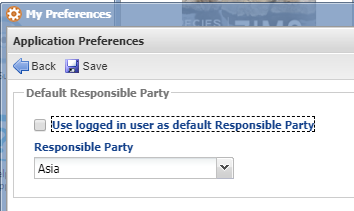 My Preferences
Application Preferences
Back Save
Default Responsible Party
Use logged in user as default Responsible Party
Responsible Party
Asia